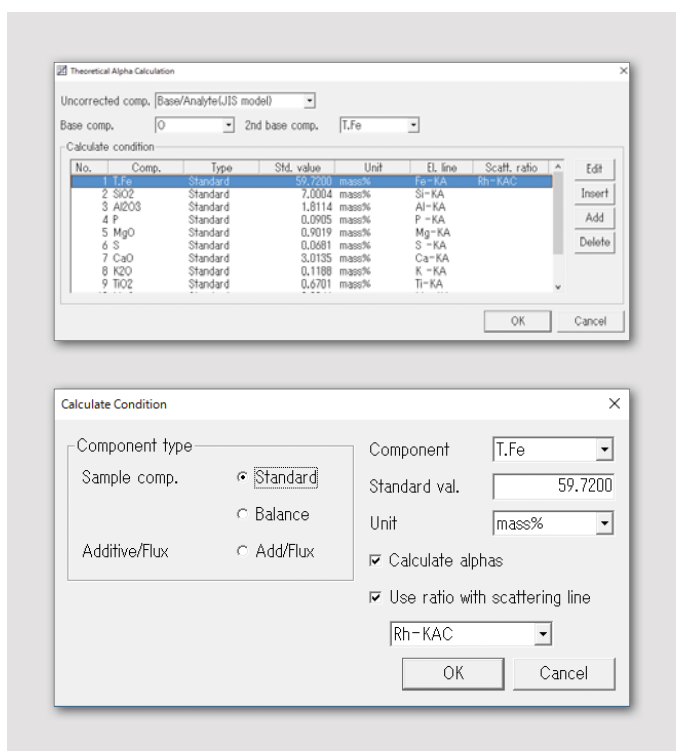 Theoretical Alpha Calculation
Uncorrected comp. Base/Analyte(JIS model)
Base comp. O 2nd base comp. T.Fe
Calculate condition
No. Comp. Type Std. value Unit El. line Scatt. ratio
1 T.Fe Standard 59.7200 mass% Fe-KA Rh-KAC
2 SiO2 Standard 7.0004 mass% Si-KA
3 Al2O3 Standard 1.8114 mass% Al-KA
4 P Standard 0.0905 mass% P -KA
5 MgO Standard 0.9019 mass% Mg-KA
6 S Standard 0.0681 mass% S -KA
7 CaO Standard 3.0135 mass% Ca-KA
8 K2O Standard 0.1188 mass% K -KA
9 TiO2 Standard 0.6701 mass% Ti-KA
Edit
Insert
Add
Delete
OK Cancel
Calculate Condition
Component type
Sample comp. Standard
Balance
Additive/Flux Add/Flux
Component T.Fe
Standard val. 59.7200
Unit mass%
Calculate alphas
Use ratio with scattering line
Rh-KAC
OK Cancel